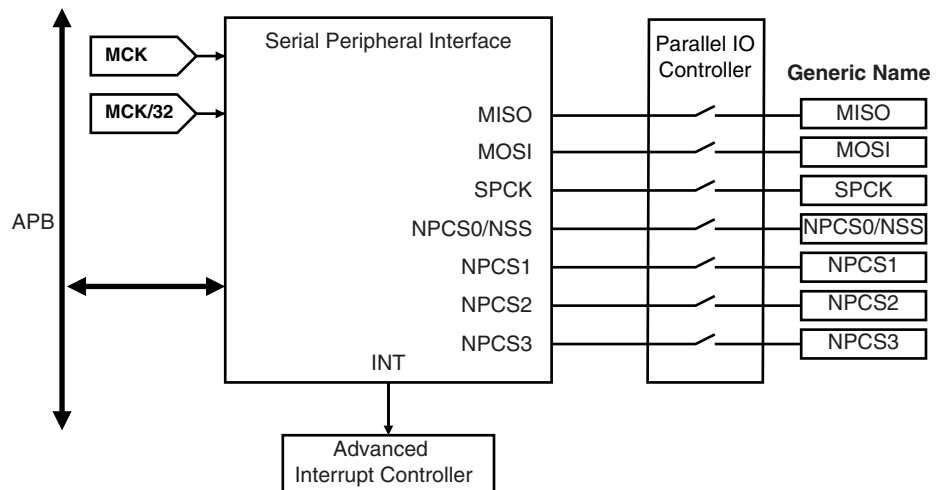 Serial Peripheral Interface
Parallel IO
Controller
Generic Name
MCK
MCK/32
APB
MISO
MOSI
SPCK
NPCS0/NSS
NPCS1
NPCS2
NPCS3
INT
MISO
MOSI
SPCK
NPCS0/NSS
NPCS1
NPCS2
NPCS3
Advanced
Interrupt Controller